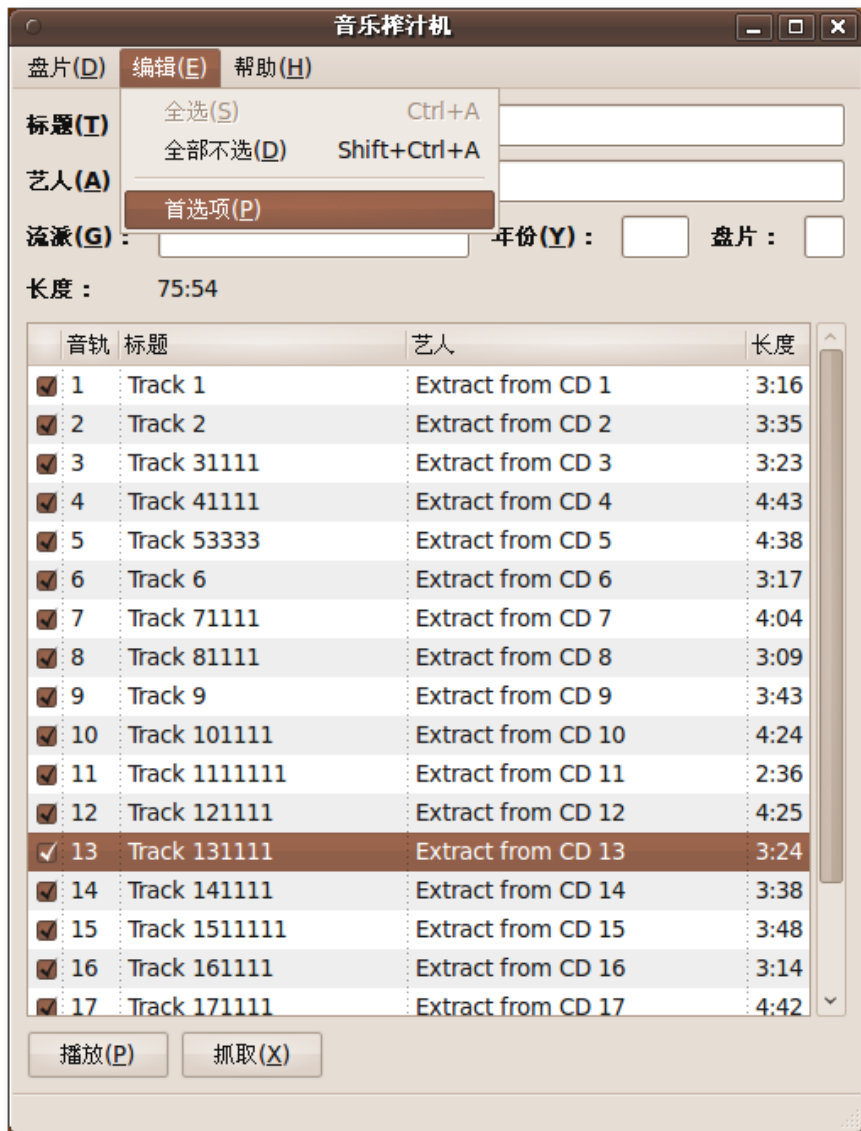 音乐榨汁机
盘片(D) 编辑(E) 帮助(H)
全选(S) Ctrl+A
标题(T)
全部不选(D) Shift+Ctrl+A
艺人(A)
首选项(P)
流派(G)： 年份(Y)： 盘片：
长度： 75:54
音轨 标题 艺人 长度
1 Track 1 Extract from CD 1 3:16
2 Track 2 Extract from CD 2 3:35
3 Track 31111 Extract from CD 3 3:23
4 Track 41111 Extract from CD 4 4:43
5 Track 53333 Extract from CD 5 4:38
6 Track 6 Extract from CD 6 3:17
7 Track 71111 Extract from CD 7 4:04
8 Track 81111 Extract from CD 8 3:09
9 Track 9 Extract from CD 9 3:43
10 Track 101111 Extract from CD 10 4:24
11 Track 1111111 Extract from CD 11 2:36
12 Track 121111 Extract from CD 12 4:25
13 Track 131111 Extract from CD 13 3:24
14 Track 141111 Extract from CD 14 3:38
15 Track 1511111 Extract from CD 15 3:48
16 Track 161111 Extract from CD 16 3:14
17 Track 171111 Extract from CD 17 4:42
播放(P) 抓取(X)